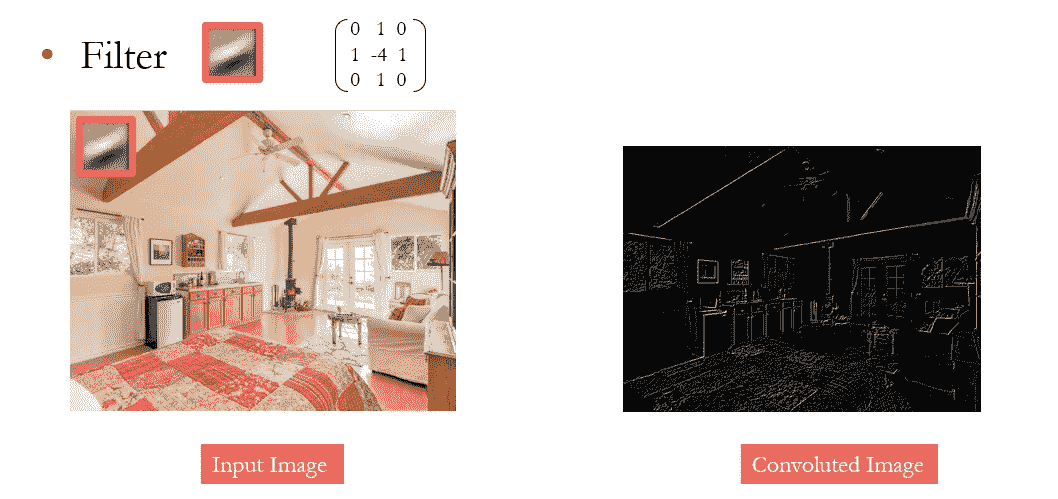 • Filter
0 1 0
1 -4 1
0 1 0
Input Image
Convoluted Image